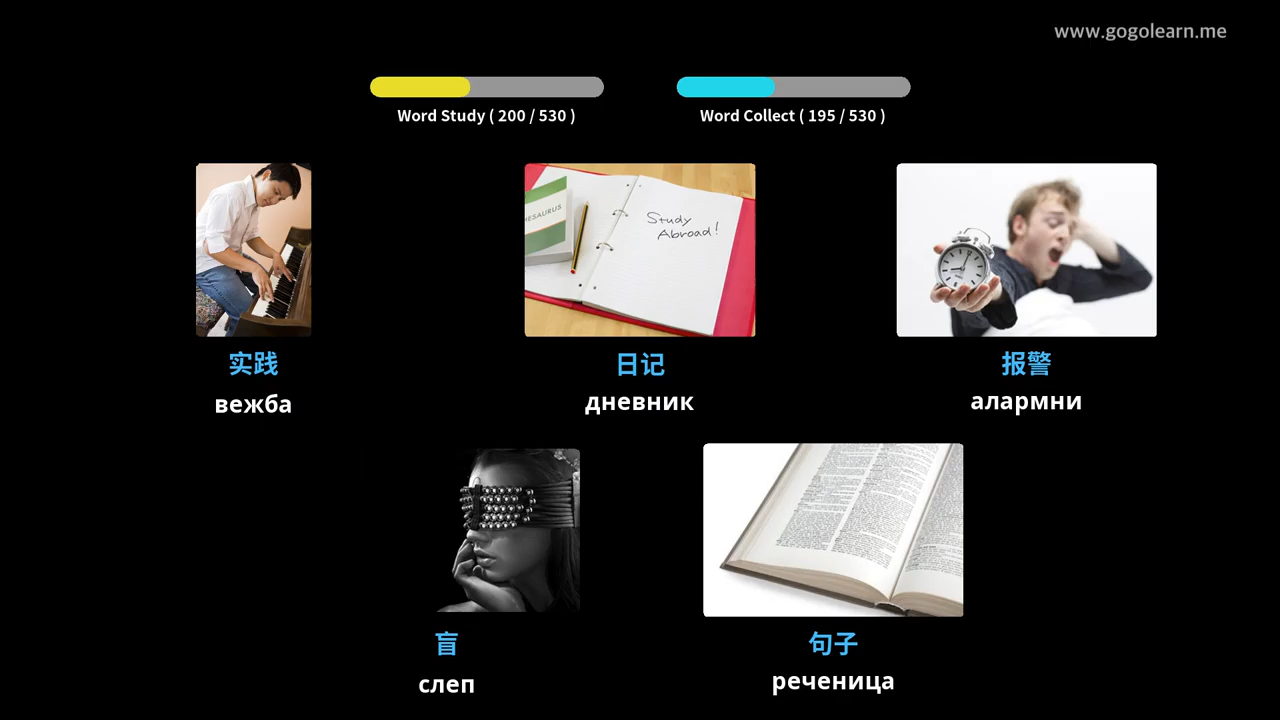 www.gogolearn.me
Word Study ( 200 / 530 )
Word Collect ( 195 / 530 )
HESAURUS
Study
Abroad!
实践
日记
报警
вежба
дневник
алармни
盲
句子
слеп
реченица